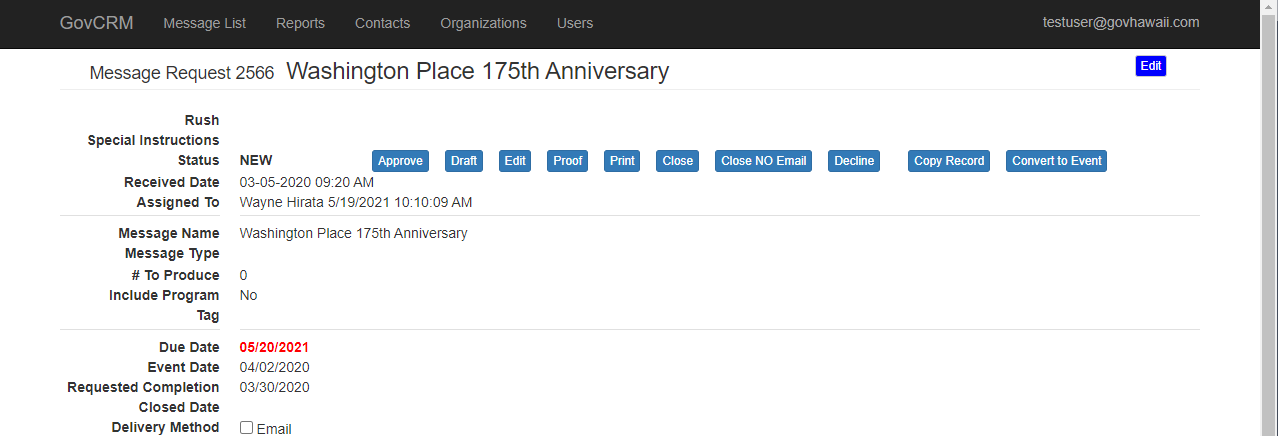 GovCRM Message List Reports Contacts Organizations Users testuser@govhawaii.com
Message Request 2566 Washington Place 175th Anniversary Edit
Rush
Special Instructions
Status NEW Approve Draft Edit Proof Print Close Close NO Email Decline Copy Record Convert to Event
Received Date 03-05-2020 09:20 AM
Assigned To Wayne Hirata 5/19/2021 10:10:09 AM
Message Name Washington Place 175th Anniversary
Message Type
# To Produce 0
Include Program No
Tag
Due Date 05/20/2021
Event Date 04/02/2020
Requested Completion 03/30/2020
Closed Date
Delivery Method Email